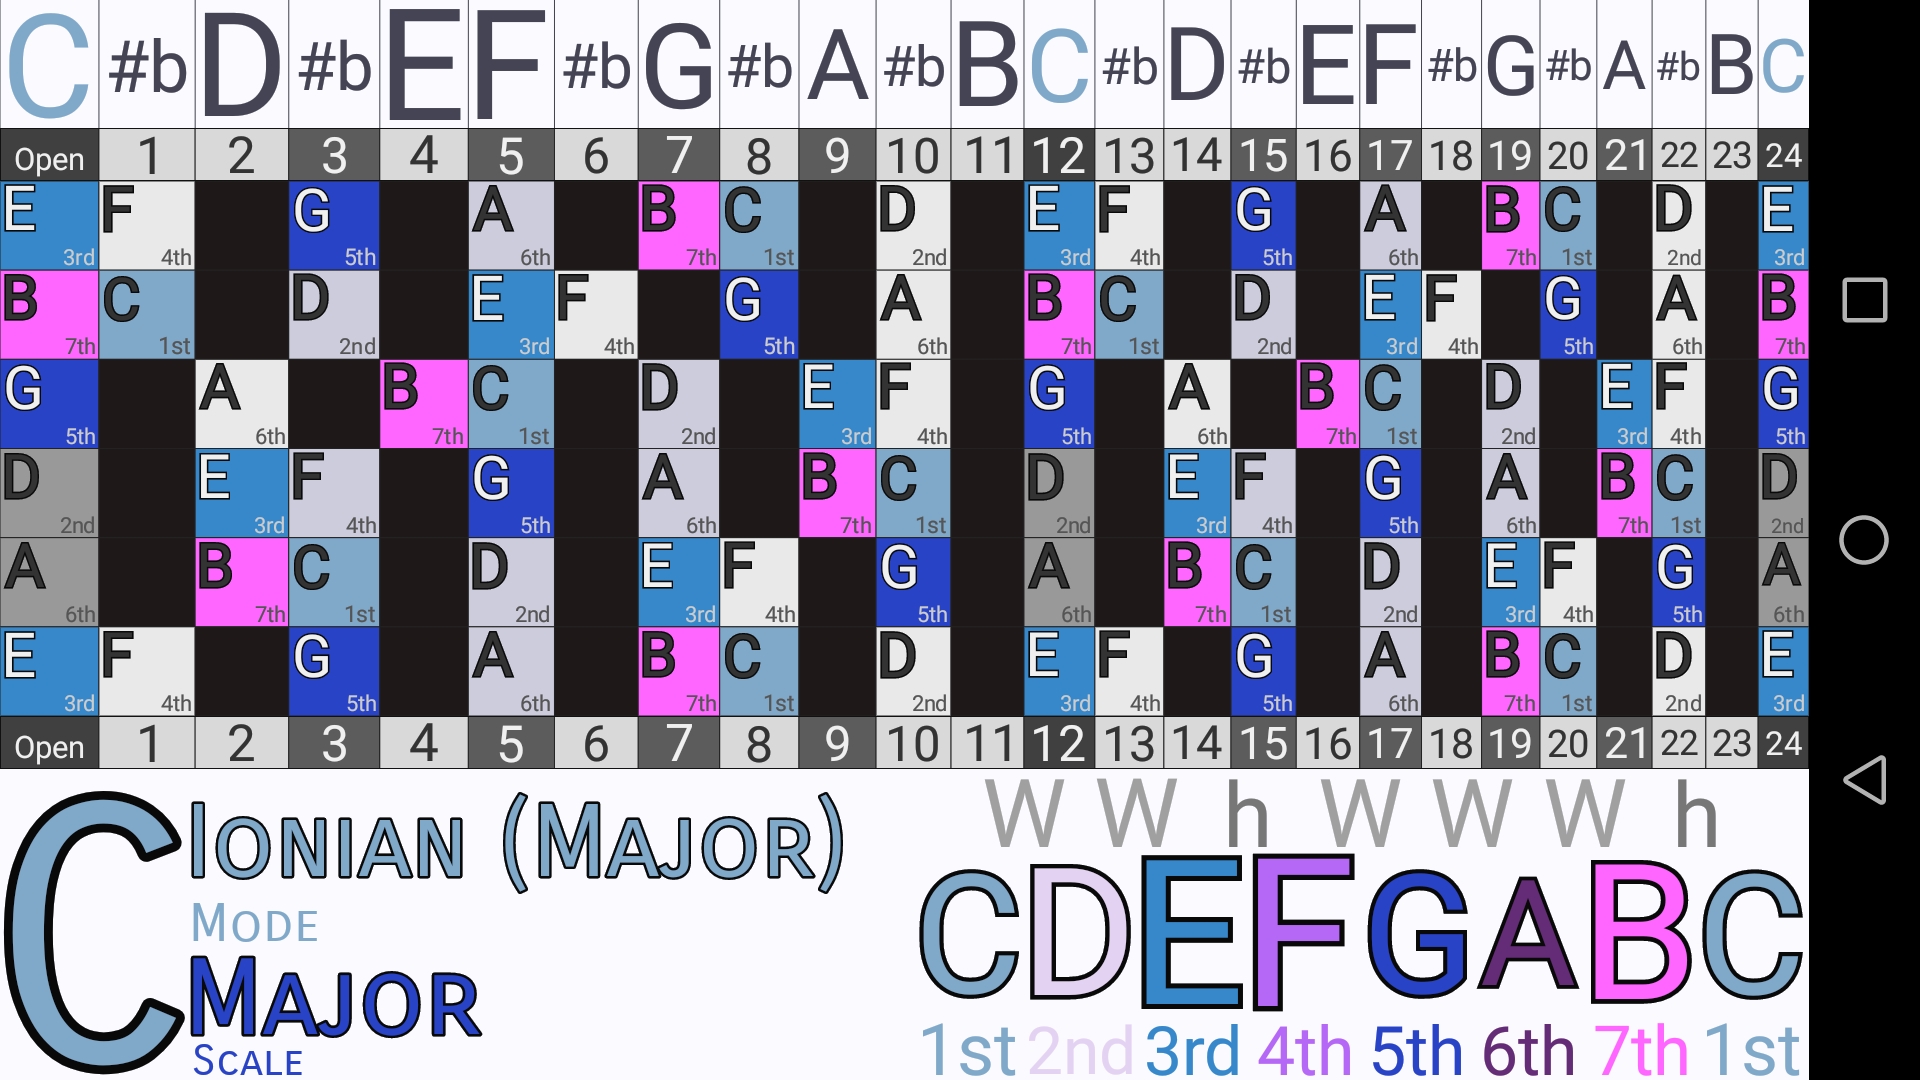 C #b D #b E F #b G #b A #b B C #b D #b E F #b G #b A #b B C
Open 1 2 3 4 5 6 7 8 9 10 11 12 13 14 15 16 17 18 19 20 21 22 23 24
E 3rd F 4th G 5th A 6th B 7th C 1st D 2nd E 3rd F 4th G 5th A 6th B 7th C 1st D 2nd E 3rd
B 7th C 1st D 2nd E 3rd F 4th G 5th A 6th B 7th C 1st D 2nd E 3rd F 4th G 5th A 6th B 7th
G 5th A 6th B 7th C 1st D 2nd E 3rd F 4th G 5th A 6th B 7th C 1st D 2nd E 3rd F 4th G 5th
D 2nd E 3rd F 4th G 5th A 6th B 7th C 1st D 2nd E 3rd F 4th G 5th A 6th B 7th C 1st D 2nd
A 6th B 7th C 1st D 2nd E 3rd F 4th G 5th A 6th B 7th C 1st D 2nd E 3rd F 4th G 5th A 6th
E 3rd F 4th G 5th A 6th B 7th C 1st D 2nd E 3rd F 4th G 5th A 6th B 7th C 1st D 2nd E 3rd
Open 1 2 3 4 5 6 7 8 9 10 11 12 13 14 15 16 17 18 19 20 21 22 23 24
C
IONIAN (MAJOR)
MODE
MAJOR
SCALE
W W h W W W h
C D E F G A B C
1st 2nd 3rd 4th 5th 6th 7th 1st